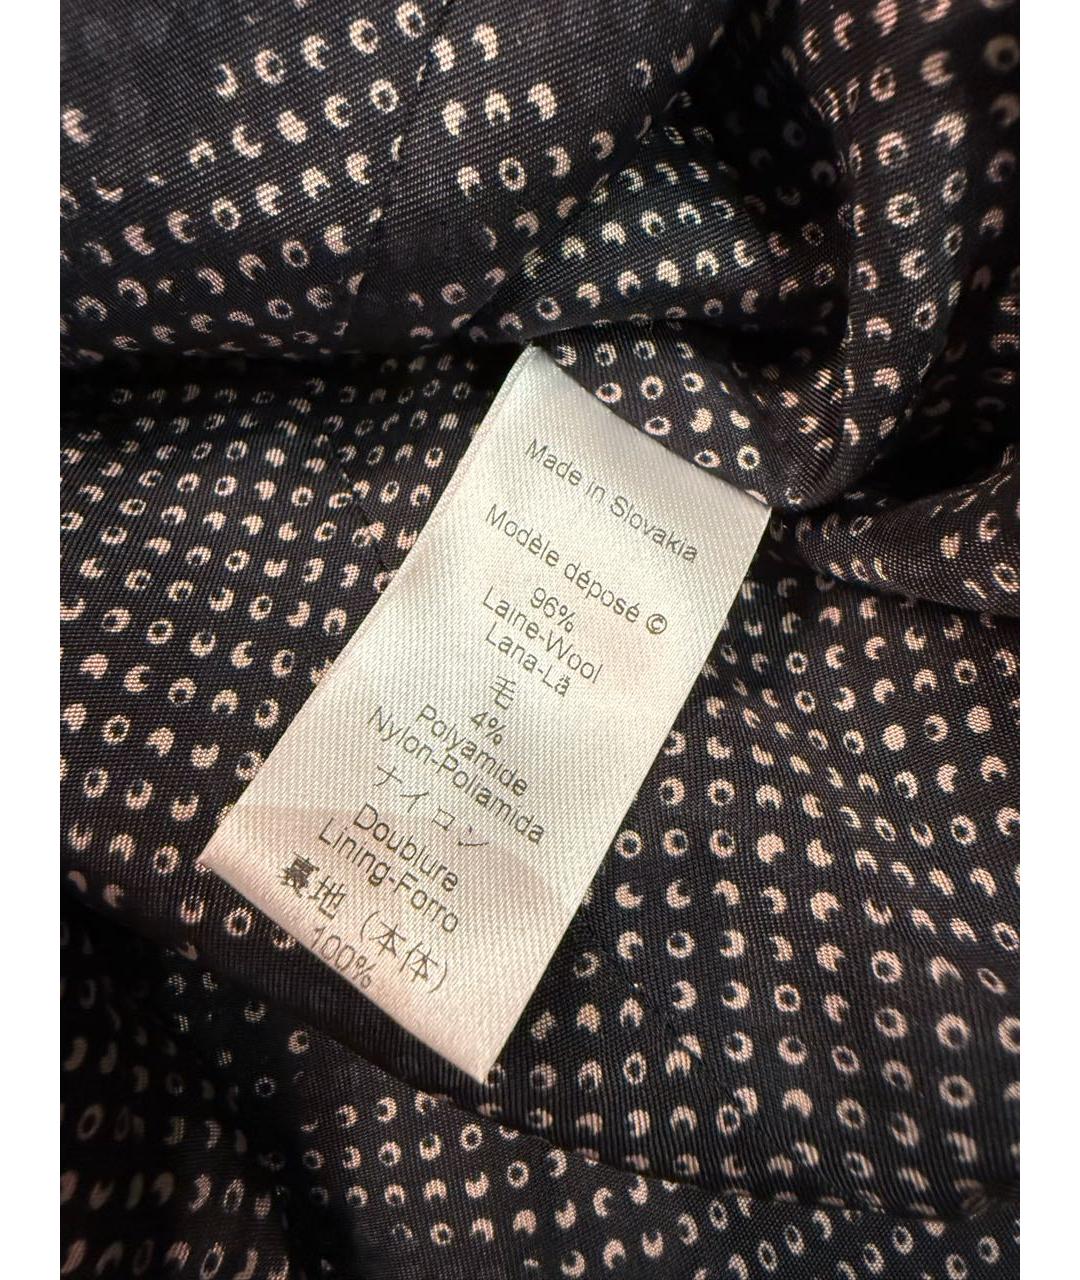 Made in Slovakia
Modèle déposé ©
96%
Laine-Wool
Lana-Lã
毛
4%
Polyamide
Nylon-Poliamida
ナイロン
Doublure
Lining-Forro
裏地 (本体)
100%